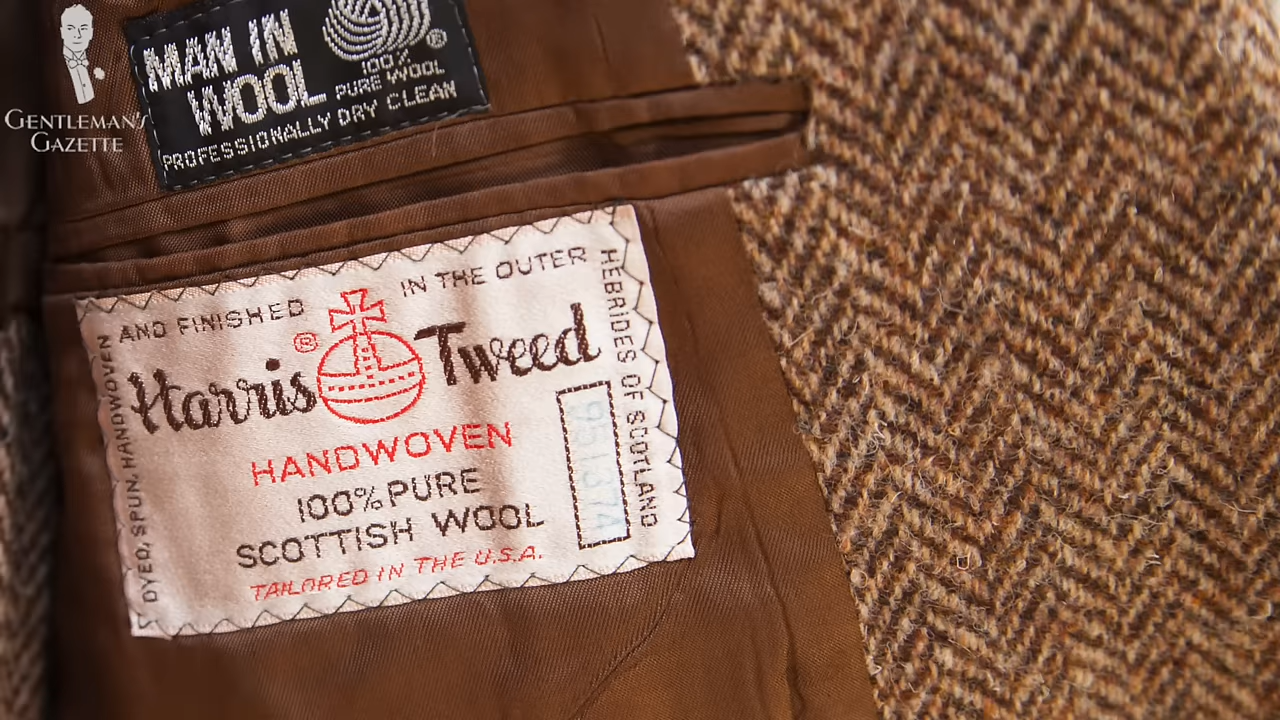 GENTLEMAN'S
GAZETTE
MAN IN
WOOL
®
100%
PURE WOOL
PROFESSIONALLY DRY CLEAN
DYED, SPUN, HANDWOVEN
AND FINISHED
IN THE OUTER
HEBRIDES OF SCOTLAND
Harris ® Tweed
HANDWOVEN
100% PURE
SCOTTISH WOOL
TAILORED IN THE U.S.A.